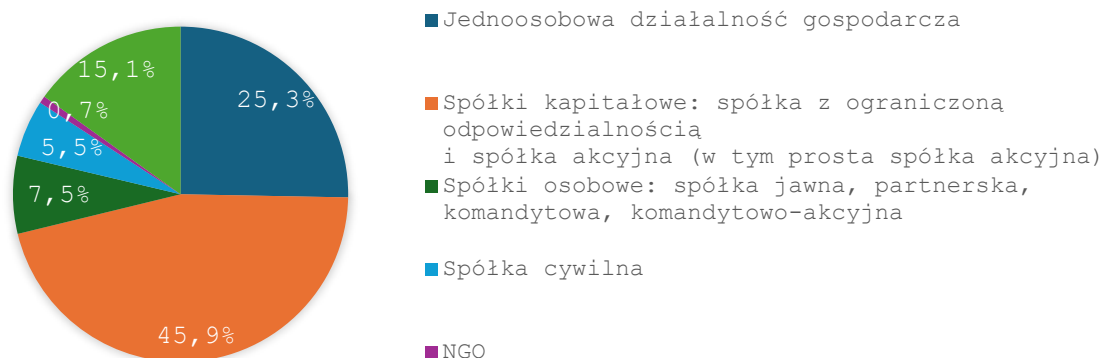 15,1%
25,3%
0,7%
5,5%
7,5%
45,9%
Jednoosobowa działalność gospodarcza
Spółki kapitałowe: spółka z ograniczoną
odpowiedzialnością
i spółka akcyjna (w tym prosta spółka akcyjna)
Spółki osobowe: spółka jawna, partnerska,
komandytowa, komandytowo-akcyjna
Spółka cywilna
NGO